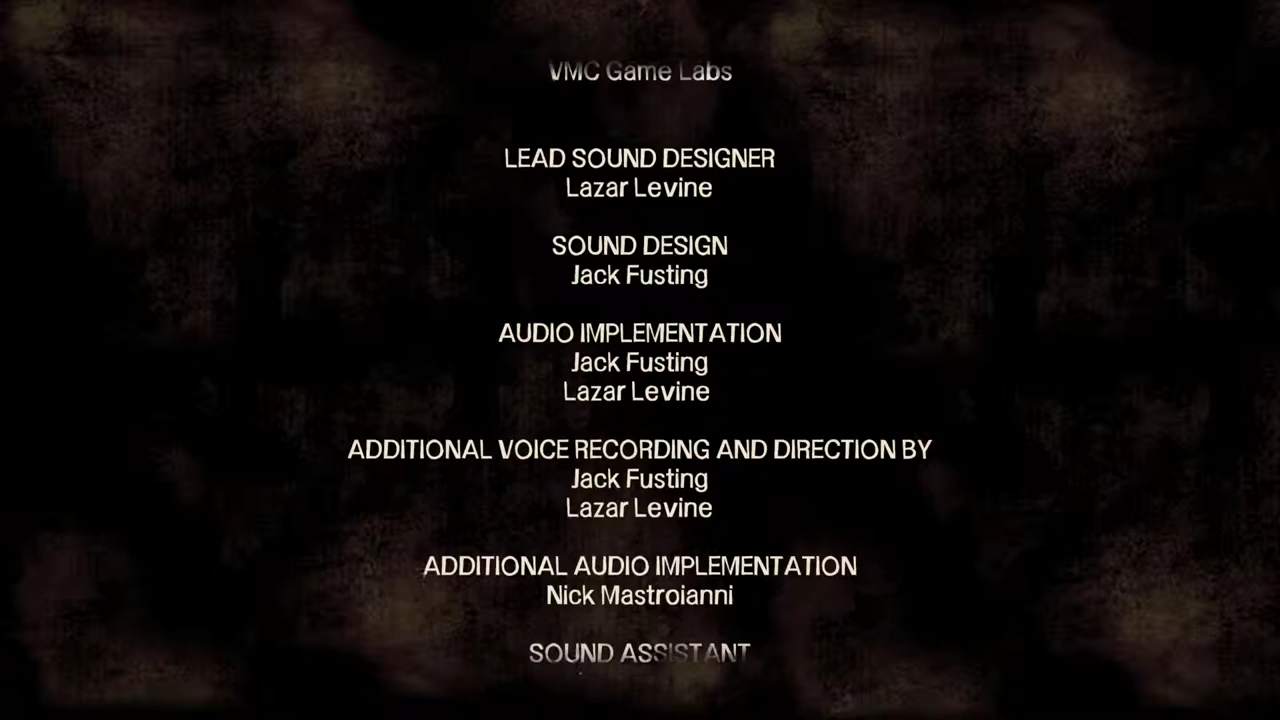 VMC Game Labs
LEAD SOUND DESIGNER
Lazar Levine
SOUND DESIGN
Jack Fusting
AUDIO IMPLEMENTATION
Jack Fusting
Lazar Levine
ADDITIONAL VOICE RECORDING AND DIRECTION BY
Jack Fusting
Lazar Levine
ADDITIONAL AUDIO IMPLEMENTATION
Nick Mastroianni
SOUND ASSISTANT